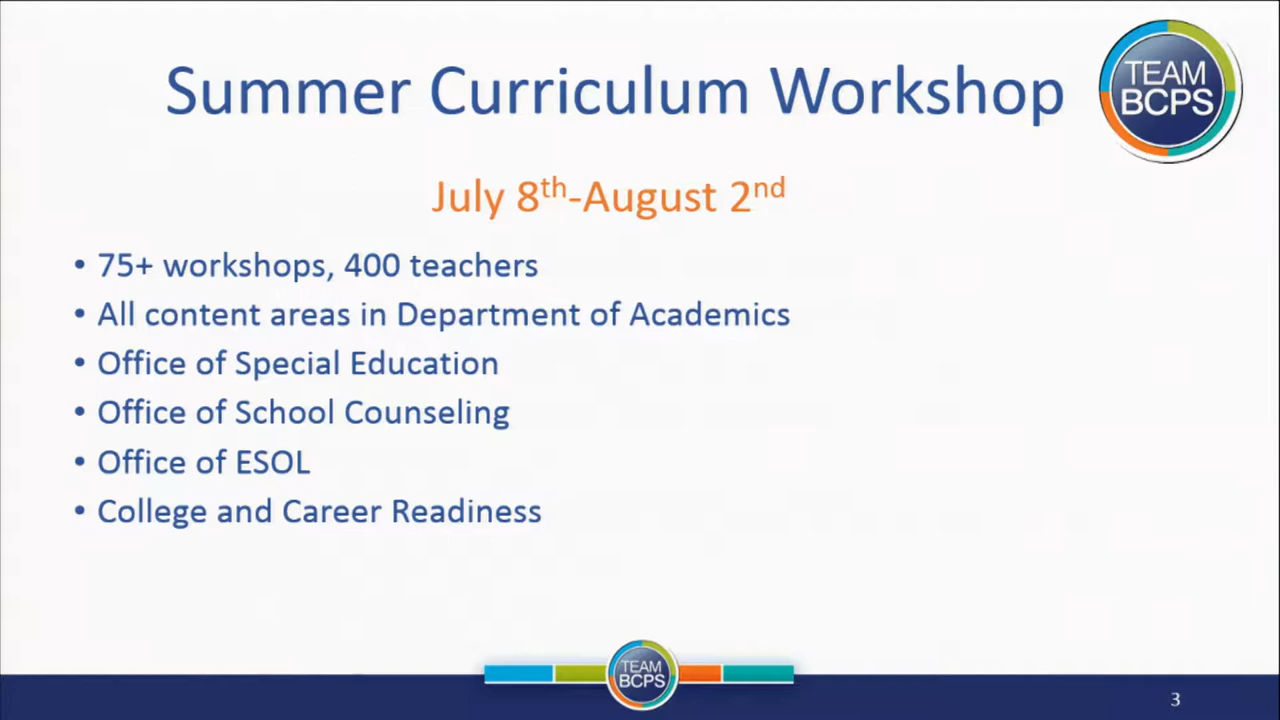 Summer Curriculum Workshop
TEAM
BCPS
July 8th-August 2nd
• 75+ workshops, 400 teachers
• All content areas in Department of Academics
• Office of Special Education
• Office of School Counseling
• Office of ESOL
• College and Career Readiness
TEAM
BCPS
3